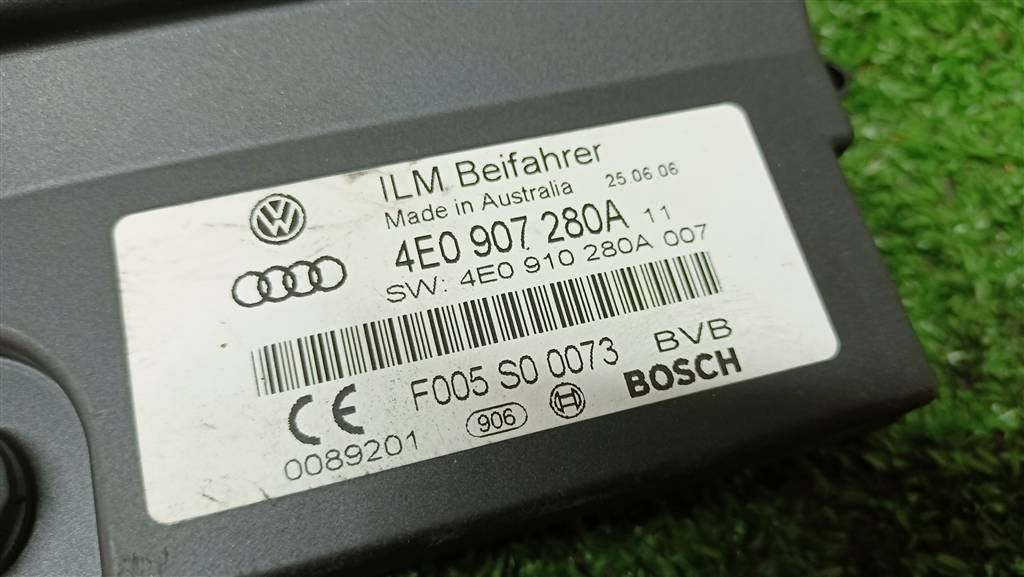 ILM Beifahrer
Made in Australia 25.06.06
4E0 907 280A 11
SW: 4E0 910 280A 007
F005 S0 0073 BVB
CE 906 BOSCH
0089201